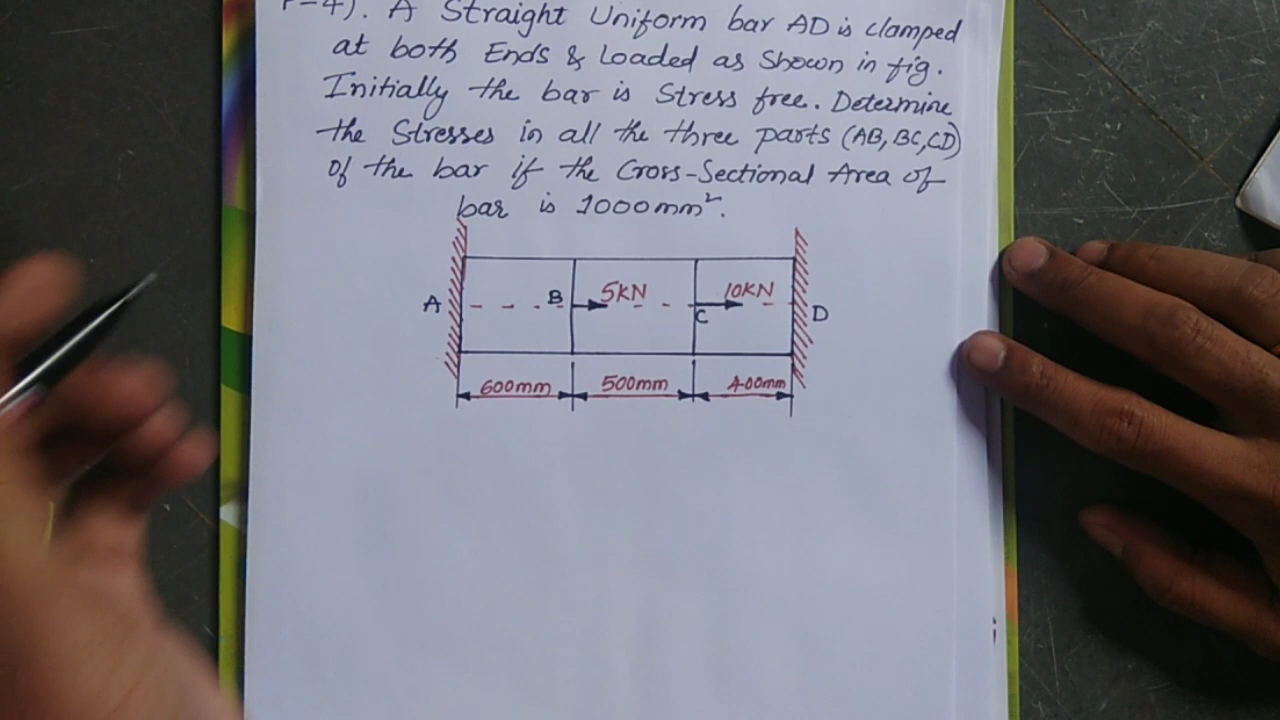 P-4). A Straight Uniform bar AD is clamped
at both Ends & Loaded as Shown in fig.
Initially the bar is Stress free. Determine
the Stresses in all the three parts (AB, BC, CD)
of the bar if the Cross-Sectional Area of
bar is 1000mm².
A B 5KN C 10KN D
600mm 500mm 400mm